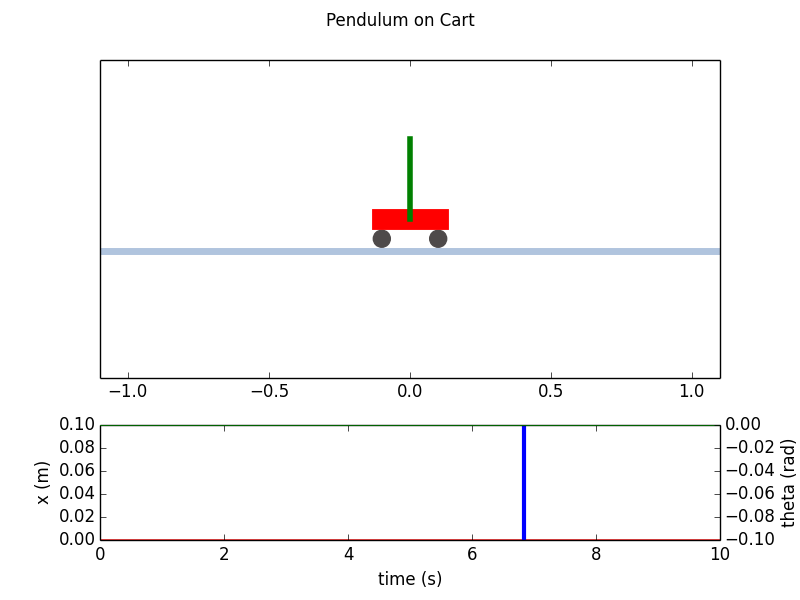 Pendulum on Cart
−1.0 −0.5 0.0 0.5 1.0
0.10 0.00
0.08 −0.02
0.06 −0.04
0.04 −0.06
0.02 −0.08
0.00 −0.10
x (m)
theta (rad)
0 2 4 6 8 10
time (s)